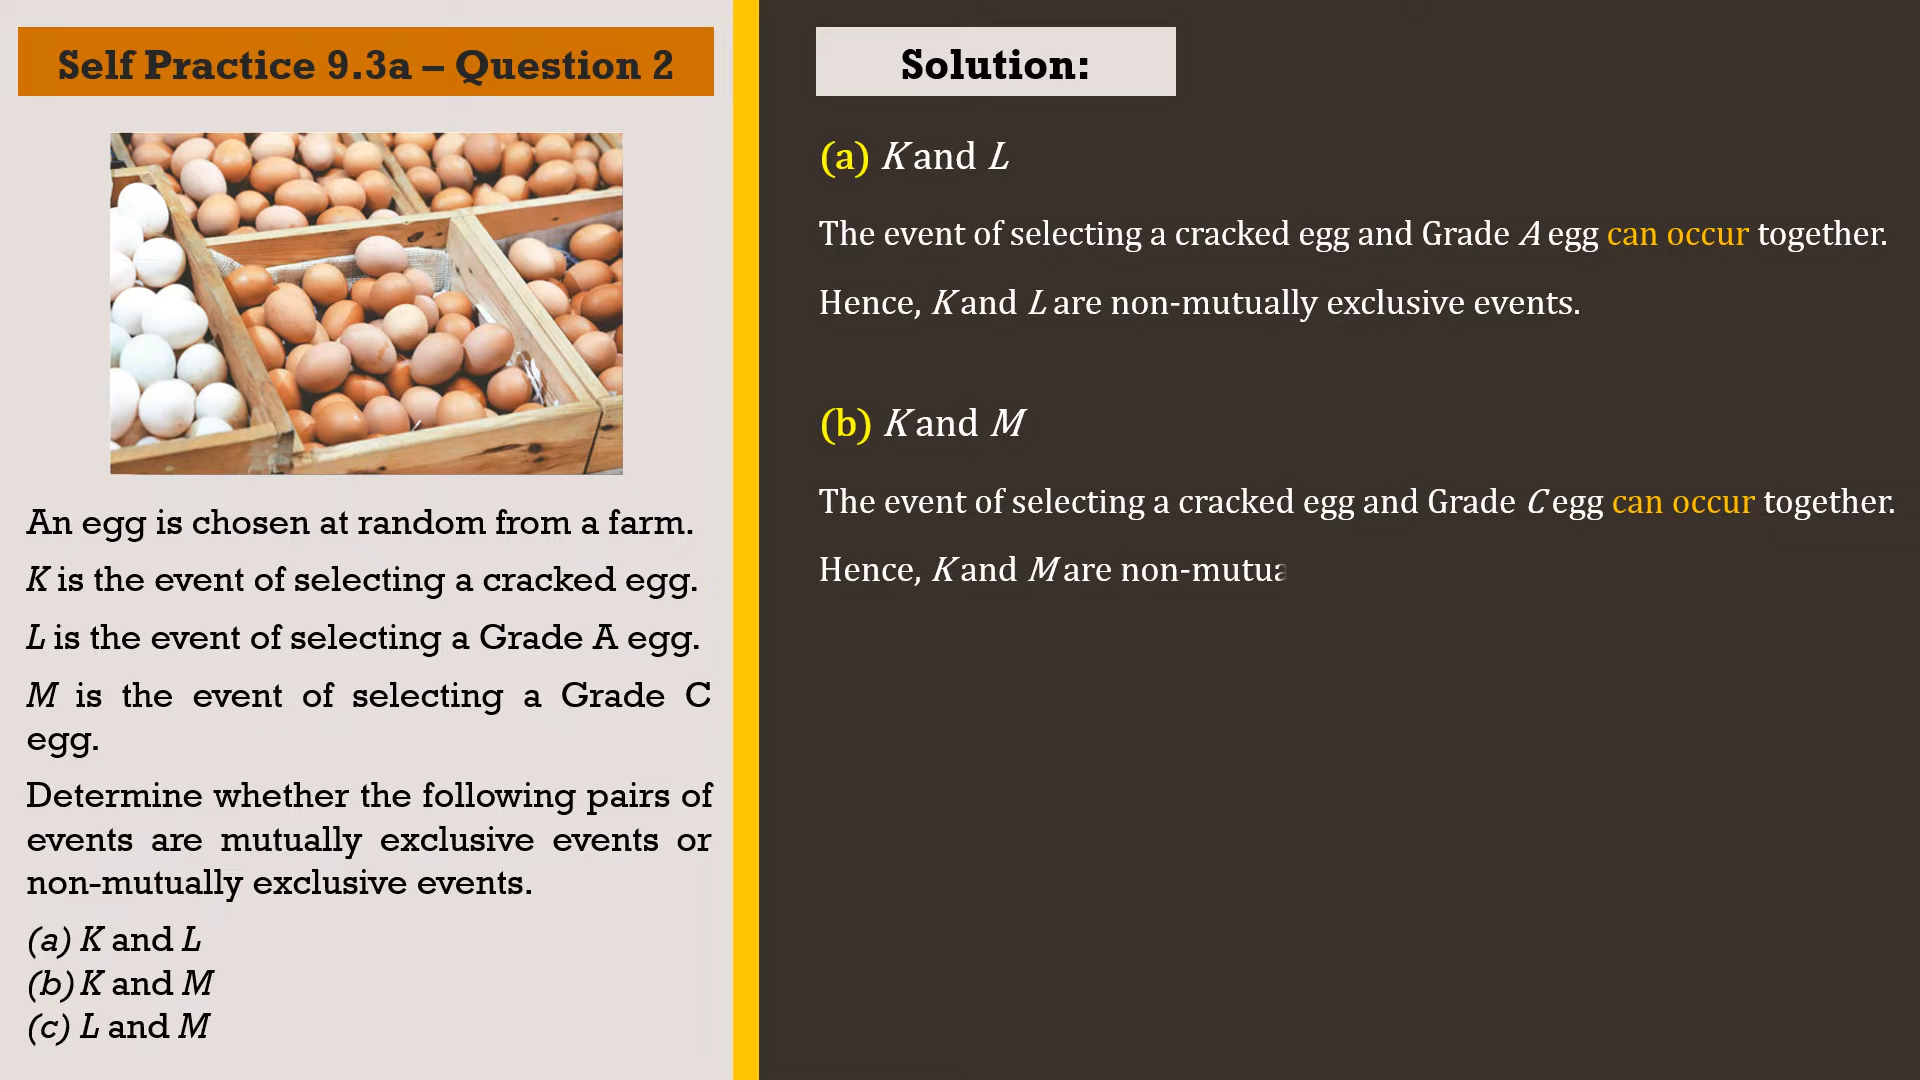 Self Practice 9.3a – Question 2
An egg is chosen at random from a farm.
K is the event of selecting a cracked egg.
L is the event of selecting a Grade A egg.
M is the event of selecting a Grade C
egg.
Determine whether the following pairs of
events are mutually exclusive events or
non-mutually exclusive events.
(a) K and L
(b) K and M
(c) L and M
Solution:
(a) K and L
The event of selecting a cracked egg and Grade A egg can occur together.
Hence, K and L are non-mutually exclusive events.
(b) K and M
The event of selecting a cracked egg and Grade C egg can occur together.
Hence, K and M are non-mutua